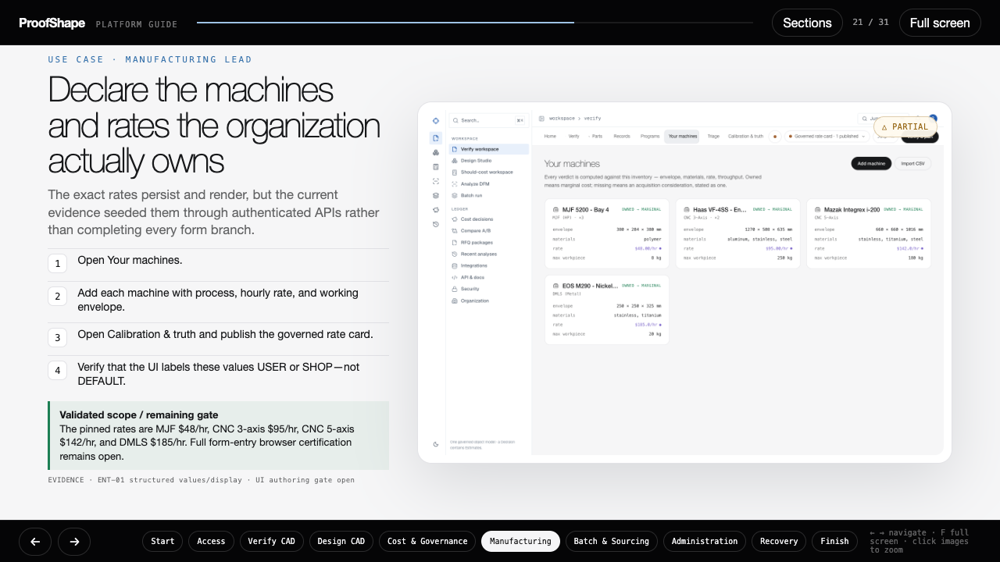 ProofShape PLATFORM GUIDE
Sections
21 / 31
Full screen
USE CASE · MANUFACTURING LEAD
Declare the machines
and rates the organization
actually owns
The exact rates persist and render, but the current
evidence seeded them through authenticated APIs rather
than completing every form branch.
1 Open Your machines.
2 Add each machine with process, hourly rate, and working
envelope.
3 Open Calibration & truth and publish the governed rate card.
4 Verify that the UI labels these values USER or SHOP—not
DEFAULT.
Validated scope / remaining gate
The pinned rates are MJF $48/hr, CNC 3-axis $95/hr, CNC 5-axis
$142/hr, and DMLS $185/hr. Full form-entry browser certification
remains open.
EVIDENCE · ENT-01 structured values/display · UI authoring gate open
Search…
WORKSPACE
Verify workspace
Design Studio
Should-cost workspace
Analyze DFM
Batch run
LEDGER
Cost decisions
Compare A/B
RFQ packages
Recent analyses
Integrations
API & docs
Security
Organization
workspace > verify
△ PARTIAL
Home Verify Parts Records Programs Your machines Triage Calibration & truth Governed rate card · 1 published
Your machines
Add machine
Import CSV
Every verdict is computed against this inventory — envelope, materials, rate, throughput. Owned
means marginal cost; missing means an acquisition consideration, stated as one.
MJF 5200 - Bay 4 OWNED → MARGINAL
MJF (HP) · +3
envelope 380 × 284 × 380 mm
materials polymer
rate $48.00/hr
max workpiece 8 kg
Haas VF-4SS - En… OWNED → MARGINAL
CNC 3-Axis · +2
envelope 1270 × 508 × 635 mm
materials aluminum, stainless, steel
rate $95.00/hr
max workpiece 250 kg
Mazak Integrex i-200 OWNED → MARGINAL
CNC 5-Axis
envelope 660 × 660 × 1016 mm
materials stainless, titanium, steel
rate $142.0/hr
max workpiece 180 kg
EOS M290 - Nickel… OWNED → MARGINAL
DMLS (Metal)
envelope 250 × 250 × 325 mm
materials stainless, titanium
rate $185.0/hr
max workpiece 20 kg
← →
Start
Access
Verify CAD
Design CAD
Cost & Governance
Manufacturing
Batch & Sourcing
Administration
Recovery
Finish
← → navigate · F full
screen · click images
to zoom